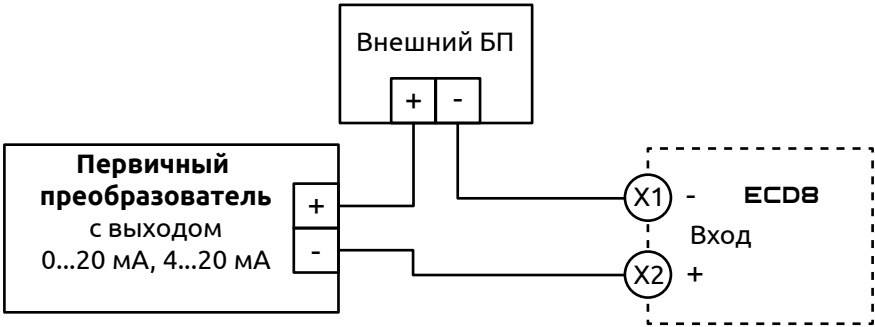 Внешний БП
+ -
Первичный
преобразователь
с выходом
0...20 мА, 4...20 мА
+
-
X1 - ECD8
Вход
X2 +